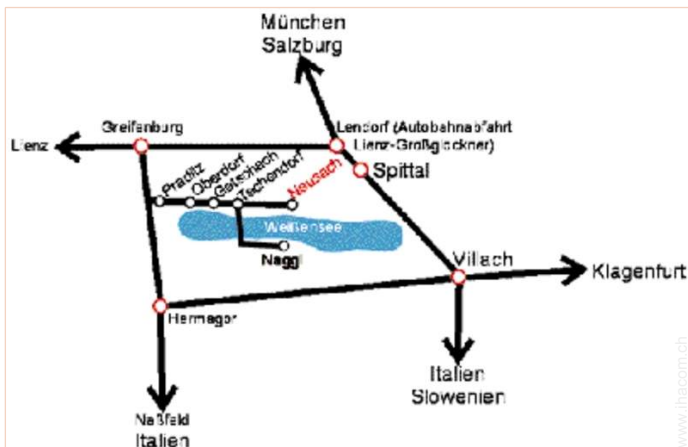 München
Salzburg
Greifenburg
Lendorf (Autobahnabfahrt
Lienz-Großglockner)
Lienz
Praditz
Oberdorf
Gatschach
Techendorf
Neusach
Spittal
Weißensee
Naggl
Villach
Klagenfurt
Hermagor
Italien
Slowenien
Naßfeld
Italien
www.ihacom.ch